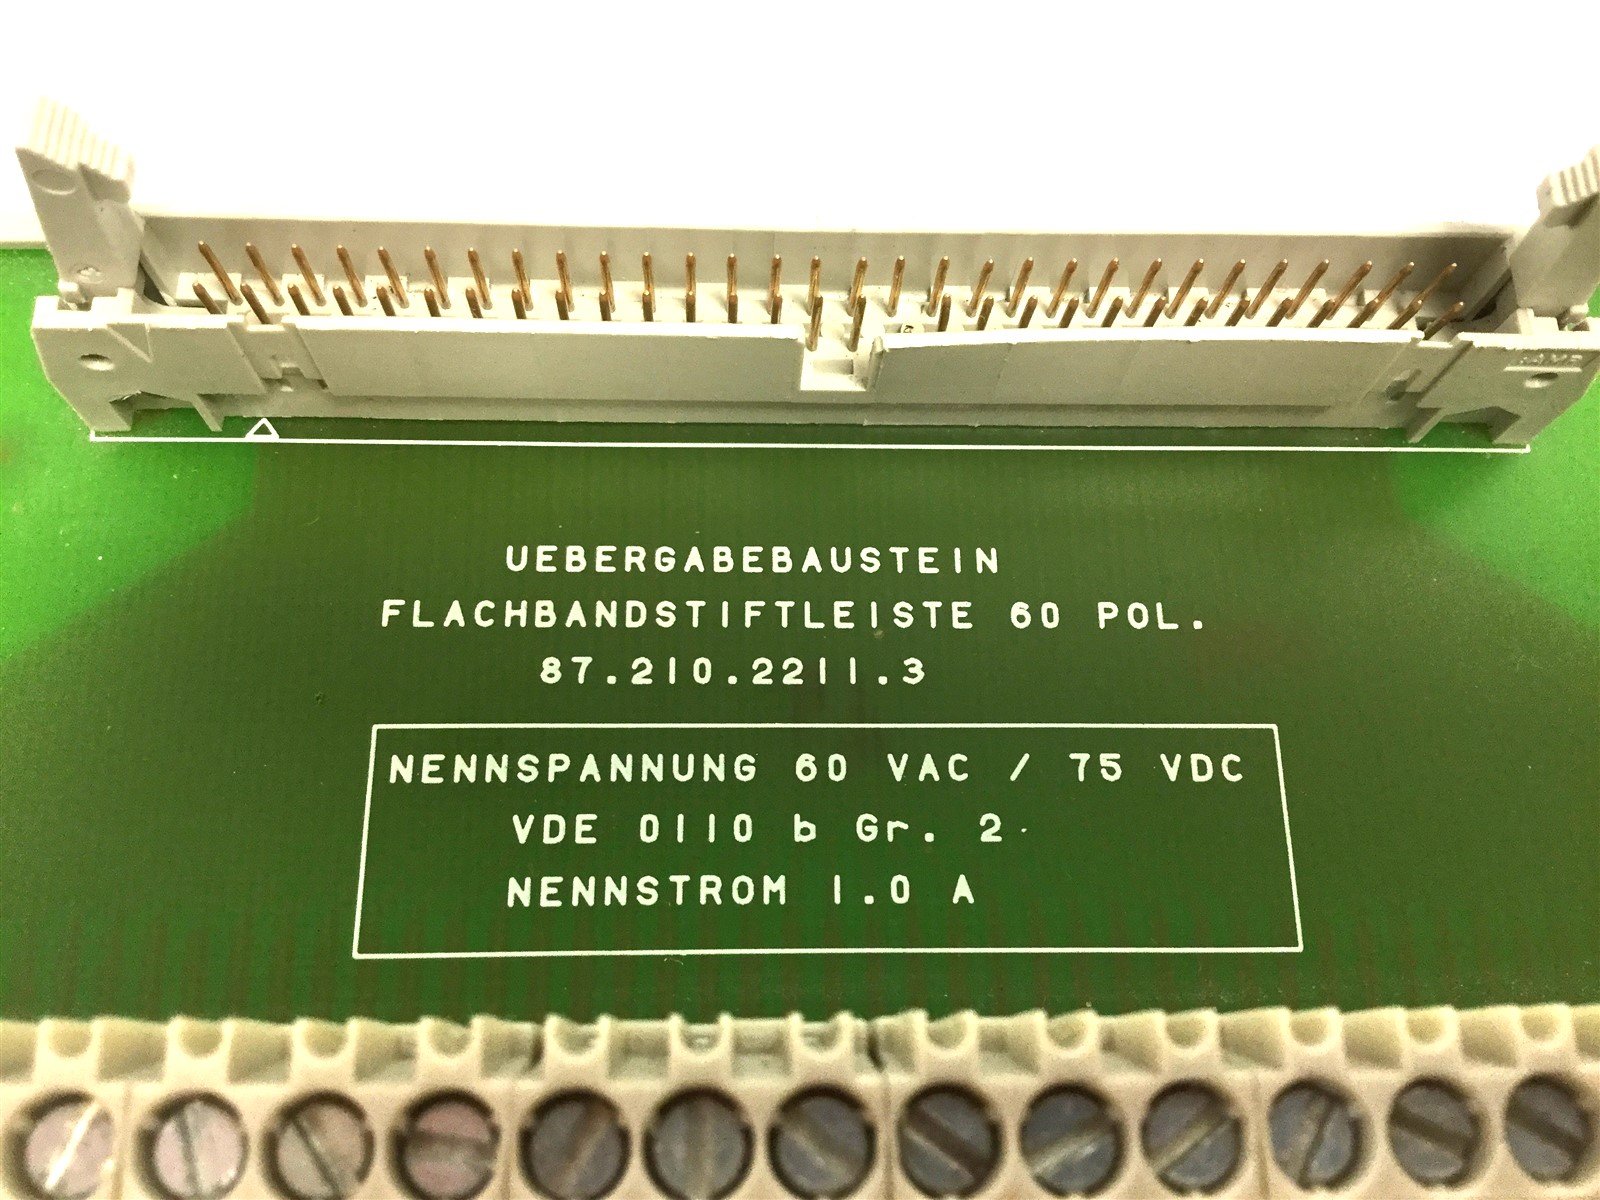 UEBERGABEBAUSTEIN
FLACHBANDSTIFTLEISTE 60 POL.
87.210.2211.3
NENNSPANNUNG 60 VAC / 75 VDC
VDE 0110 b Gr. 2
NENNSTROM 1.0 A